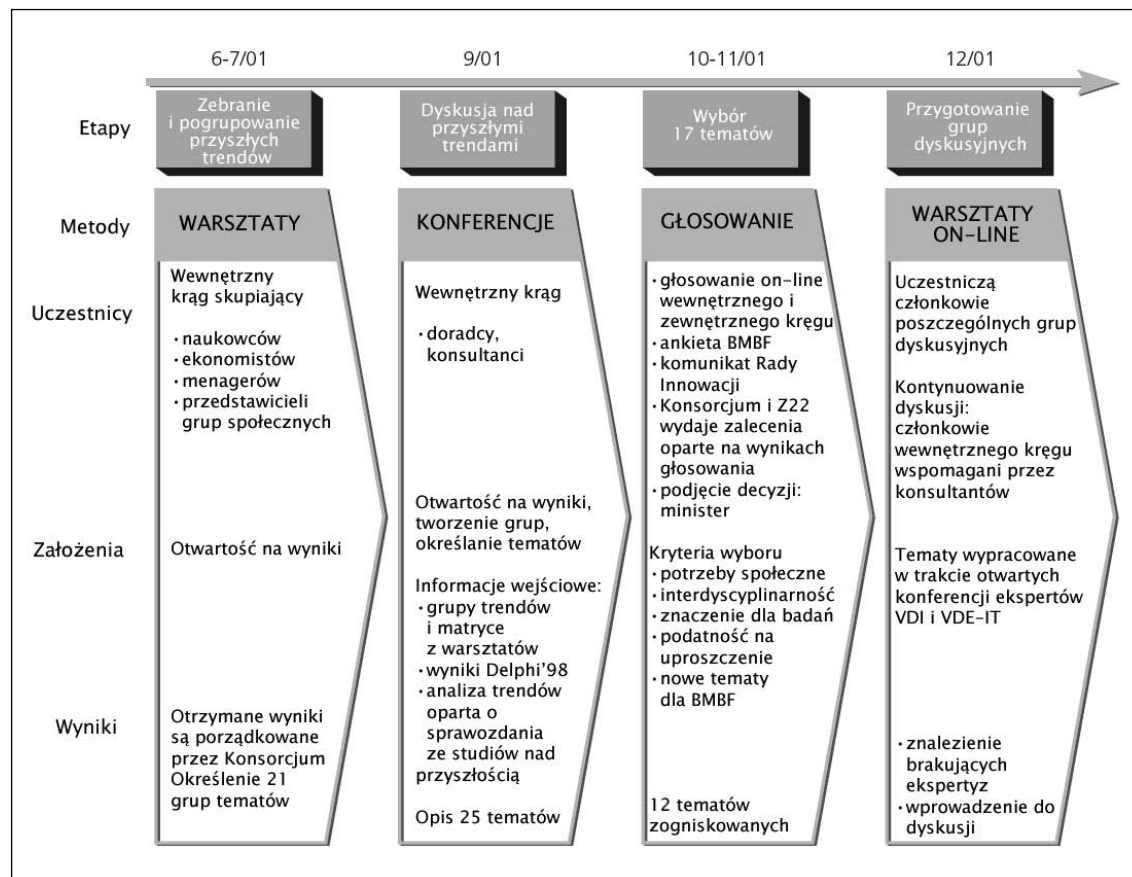 6-7/01
9/01
10-11/01
12/01
Etapy
Zebranie
i pogrupowanie
przyszłych
trendów
Dyskusja nad
przyszłymi
trendami
Wybór
17 tematów
Przygotowanie
grup
dyskusyjnych
Metody
WARSZTATY
KONFERENCJE
GŁOSOWANIE
WARSZTATY
ON-LINE
Uczestnicy
Wewnętrzny
krąg skupiający
· naukowców
· ekonomistów
· menagerów
· przedstawicieli
grup społecznych
Wewnętrzny krąg
· doradcy,
konsultanci
· głosowanie on-line
wewnętrznego i
zewnętrznego kręgu
· ankieta BMBF
· komunikat Rady
Innowacji
· Konsorcjum i Z22
wydaje zalecenia
oparte na wynikach
głosowania
· podjęcie decyzji:
minister
Uczestniczą
członkowie
poszczególnych grup
dyskusyjnych
Kontynuowanie
dyskusji:
członkowie
wewnętrznego kręgu
wspomagani przez
konsultantów
Założenia
Otwartość na wyniki
Otwartość na wyniki,
tworzenie grup,
określanie tematów
Informacje wejściowe:
· grupy trendów
i matryce
z warsztatów
· wyniki Delphi'98
· analiza trendów
oparta o
sprawozdania
ze studiów nad
przyszłością
Kryteria wyboru
· potrzeby społeczne
· interdyscyplinarność
· znaczenie dla badań
· podatność na
uproszczenie
· nowe tematy
dla BMBF
Tematy wypracowane
w trakcie otwartych
konferencji ekspertów
VDI i VDE-IT
Wyniki
Otrzymane wyniki
są porządkowane
przez Konsorcjum
Określenie 21
grup tematów
Opis 25 tematów
12 tematów
zogniskowanych
· znalezienie
brakujących
ekspertyz
· wprowadzenie do
dyskusji